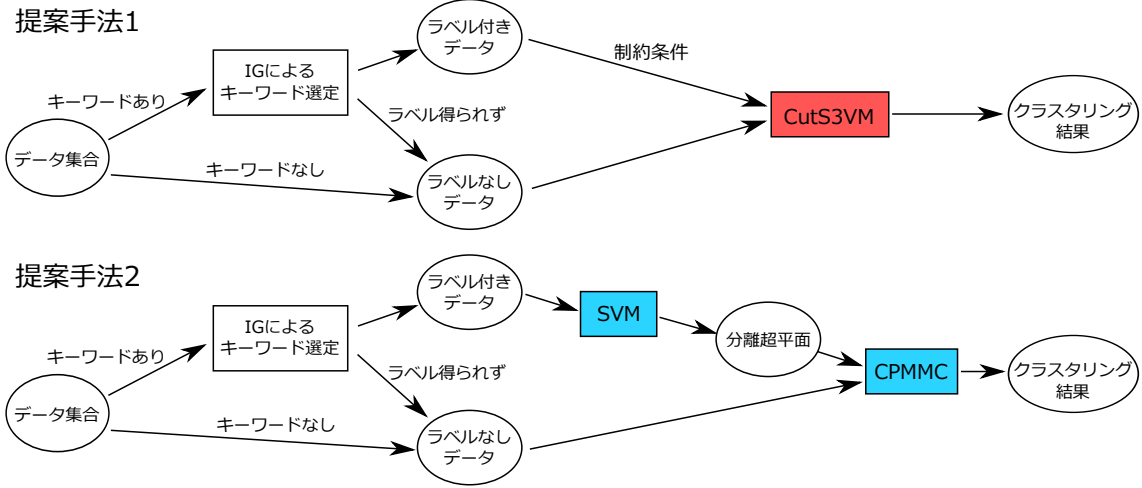 提案手法1
ラベル付き
データ
制約条件
IGによる
キーワード選定
キーワードあり
ラベル得られず
CutS3VM
クラスタリング
結果
データ集合
キーワードなし
ラベルなし
データ
提案手法2
ラベル付き
データ
SVM
IGによる
キーワード選定
分離超平面
キーワードあり
ラベル得られず
CPMMC
クラスタリング
結果
データ集合
キーワードなし
ラベルなし
データ